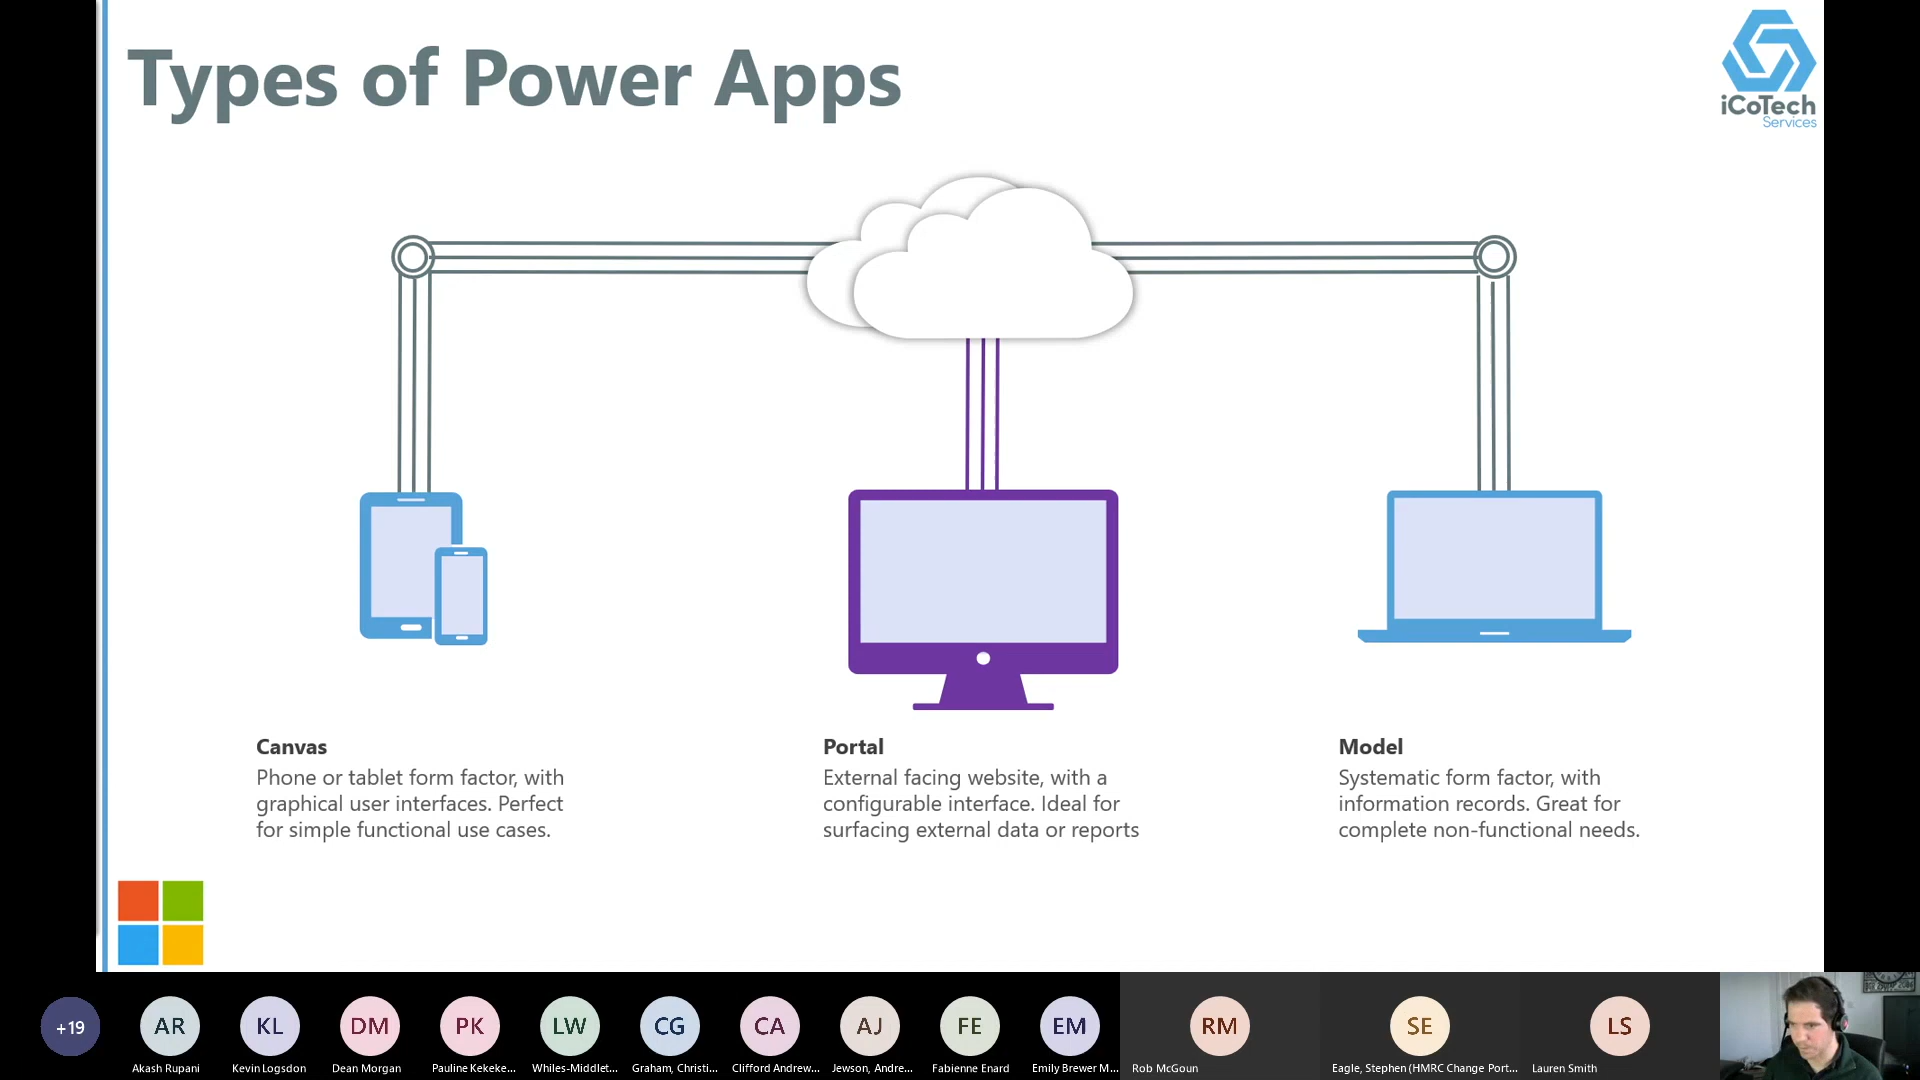 Types of Power Apps
iCoTech
Services
Canvas
Phone or tablet form factor, with
graphical user interfaces. Perfect
for simple functional use cases.
Portal
External facing website, with a
configurable interface. Ideal for
surfacing external data or reports
Model
Systematic form factor, with
information records. Great for
complete non-functional needs.
+19
AR
KL
DM
PK
LW
CG
CA
AJ
FE
EM
RM
SE
LS
Akash Rupani
Kevin Logsdon
Dean Morgan
Pauline Kekeke...
Whiles-Middlet...
Graham, Christi...
Clifford Andrew...
Jewson, Andre...
Fabienne Enard
Emily Brewer M...
Rob McGoun
Eagle, Stephen (HMRC Change Port...
Lauren Smith